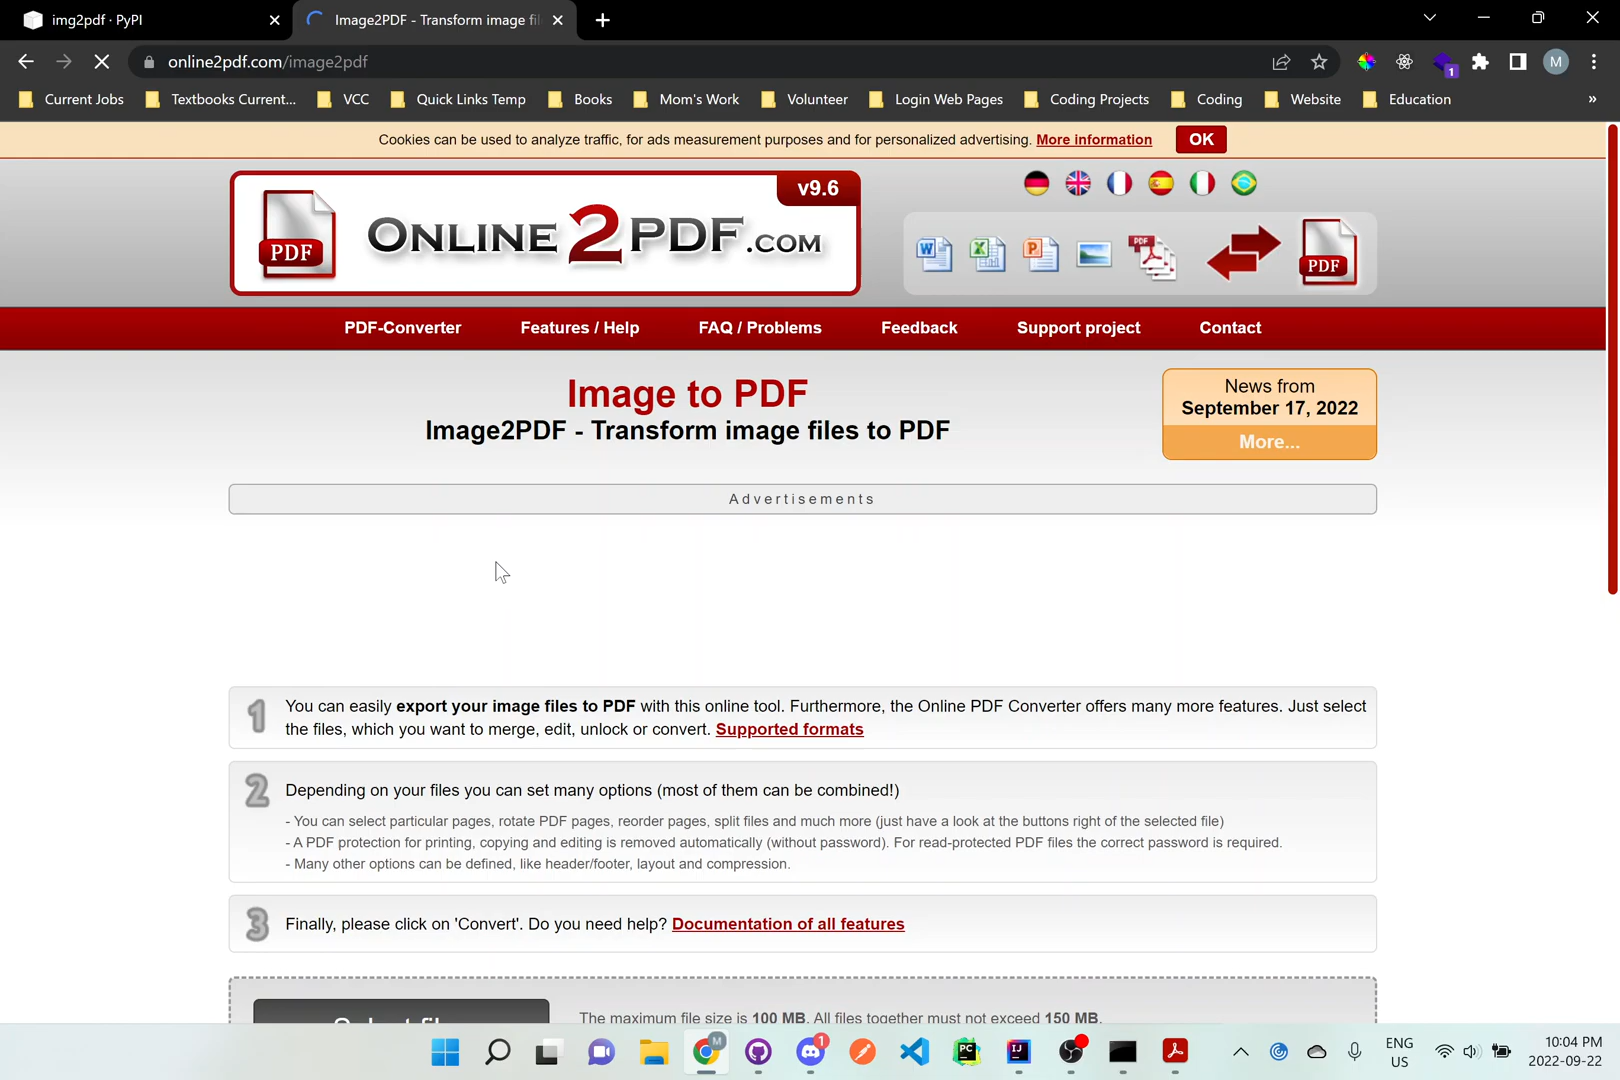 img2pdf · PyPI
Image2PDF - Transform image fil
online2pdf.com/image2pdf
1
M
Current Jobs
Textbooks Current...
VCC
Quick Links Temp
Books
Mom's Work
Volunteer
Login Web Pages
Coding Projects
Coding
Website
Education
»
Cookies can be used to analyze traffic, for ads measurement purposes and for personalized advertising. More information
OK
v9.6
PDF
ONLINE2PDF.COM
PDF
PDF
PDF-Converter
Features / Help
FAQ / Problems
Feedback
Support project
Contact
Image to PDF
Image2PDF - Transform image files to PDF
News from
September 17, 2022
More...
Advertisements
1
You can easily export your image files to PDF with this online tool. Furthermore, the Online PDF Converter offers many more features. Just select
the files, which you want to merge, edit, unlock or convert. Supported formats
2
Depending on your files you can set many options (most of them can be combined!)
- You can select particular pages, rotate PDF pages, reorder pages, split files and much more (just have a look at the buttons right of the selected file)
- A PDF protection for printing, copying and editing is removed automatically (without password). For read-protected PDF files the correct password is required.
- Many other options can be defined, like header/footer, layout and compression.
3
Finally, please click on 'Convert'. Do you need help? Documentation of all features
The maximum file size is 100 MB. All files together must not exceed 150 MB.
M
1
PC
IJ
ENG
US
10:04 PM
2022-09-22